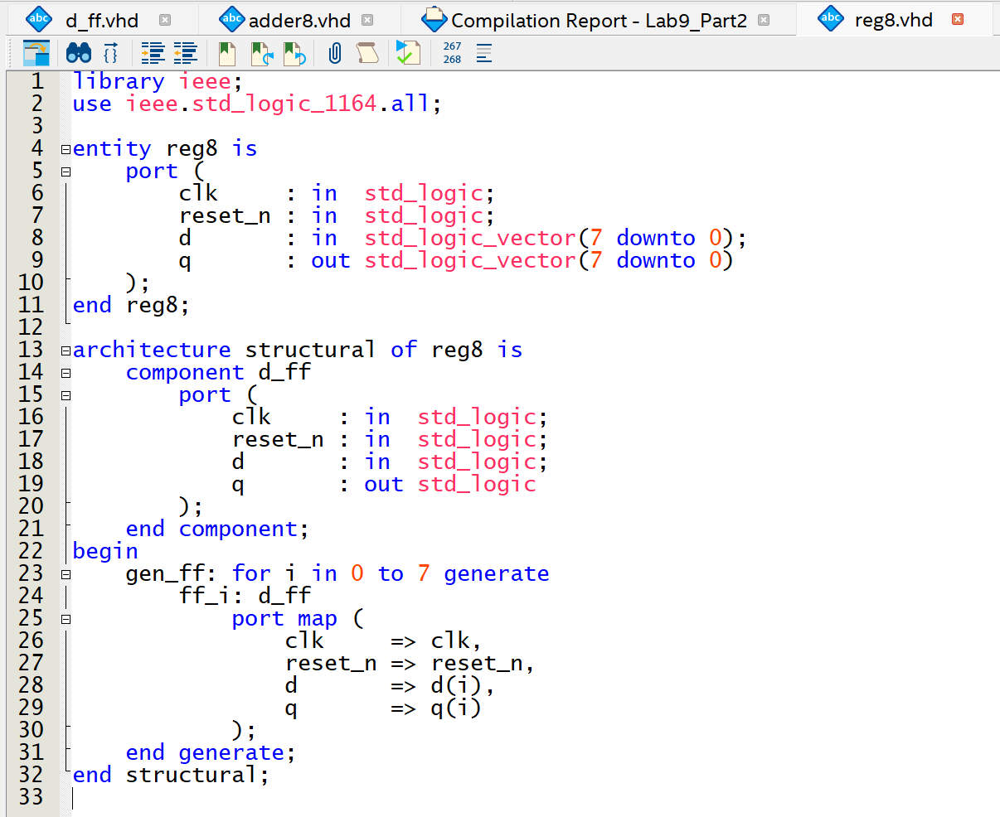 abc d_ff.vhd abc adder8.vhd Compilation Report - Lab9_Part2 abc reg8.vhd
{} 267 268
1 library ieee;
2 use ieee.std_logic_1164.all;
3
4 entity reg8 is
5     port (
6         clk     : in  std_logic;
7         reset_n : in  std_logic;
8         d       : in  std_logic_vector(7 downto 0);
9         q       : out std_logic_vector(7 downto 0)
10     );
11 end reg8;
12
13 architecture structural of reg8 is
14     component d_ff
15         port (
16             clk     : in  std_logic;
17             reset_n : in  std_logic;
18             d       : in  std_logic;
19             q       : out std_logic
20         );
21     end component;
22 begin
23     gen_ff: for i in 0 to 7 generate
24         ff_i: d_ff
25             port map (
26                 clk     => clk,
27                 reset_n => reset_n,
28                 d       => d(i),
29                 q       => q(i)
30             );
31     end generate;
32 end structural;
33